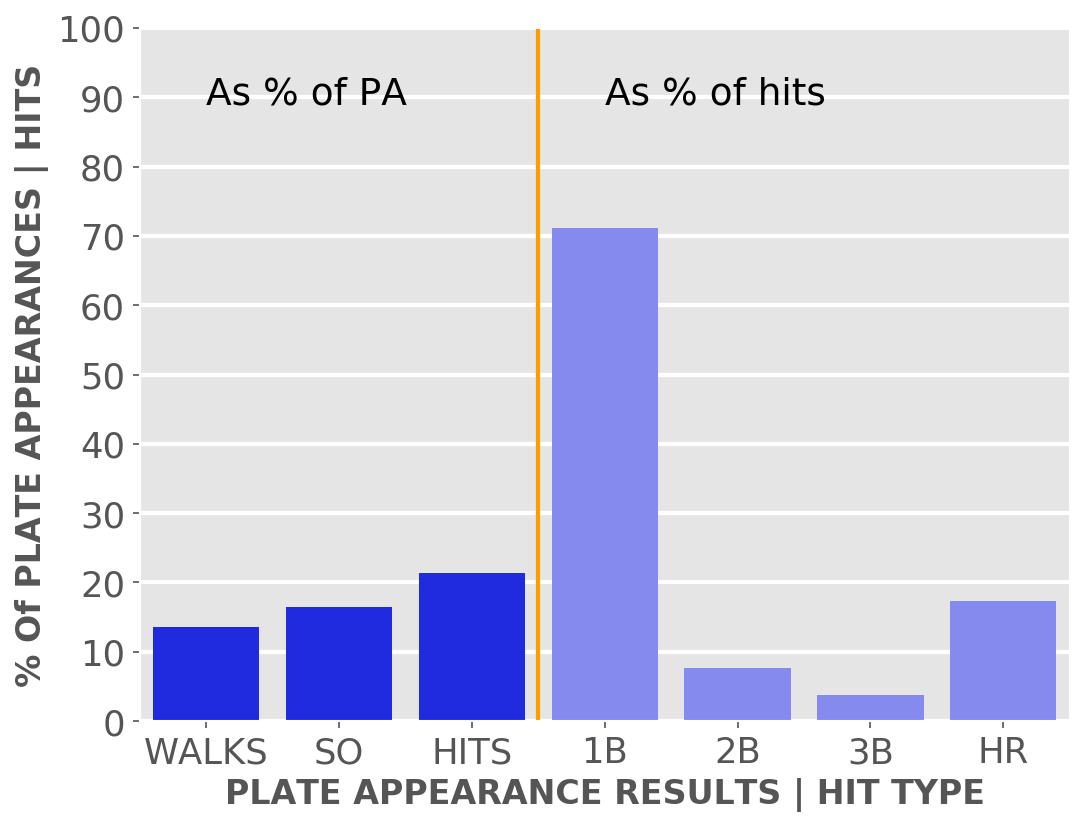 % Of PLATE APPEARANCES | HITS
100
90
80
70
60
50
40
30
20
10
0
As % of PA
As % of hits
WALKS SO HITS 1B 2B 3B HR
PLATE APPEARANCE RESULTS | HIT TYPE